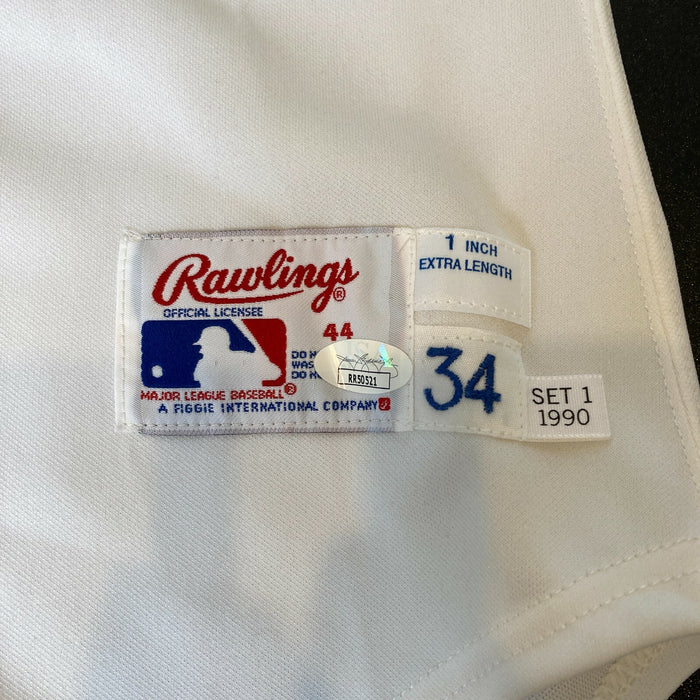 Rawlings®
OFFICIAL LICENSEE
44
DO
WAS
DO
RR50521
MAJOR LEAGUE BASEBALL®
A FIGGIE INTERNATIONAL COMPANY
1 INCH
EXTRA LENGTH
34
SET 1
1990